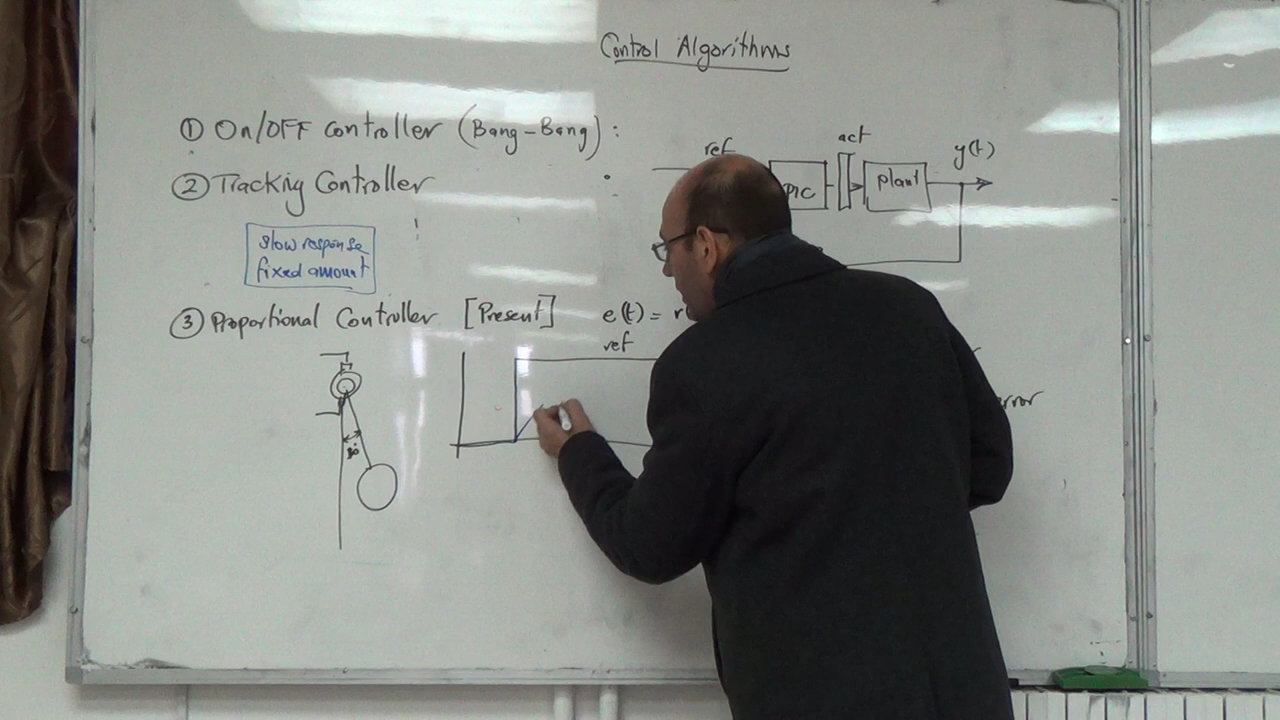 Control Algorithms
① On/OFF controller (Bang-Bang) :
ref
PIC
act
plant
y(t)
② Tracking Controller
slow response
fixed amount
③ Proportional Controller [Present] e(t) = r
ref